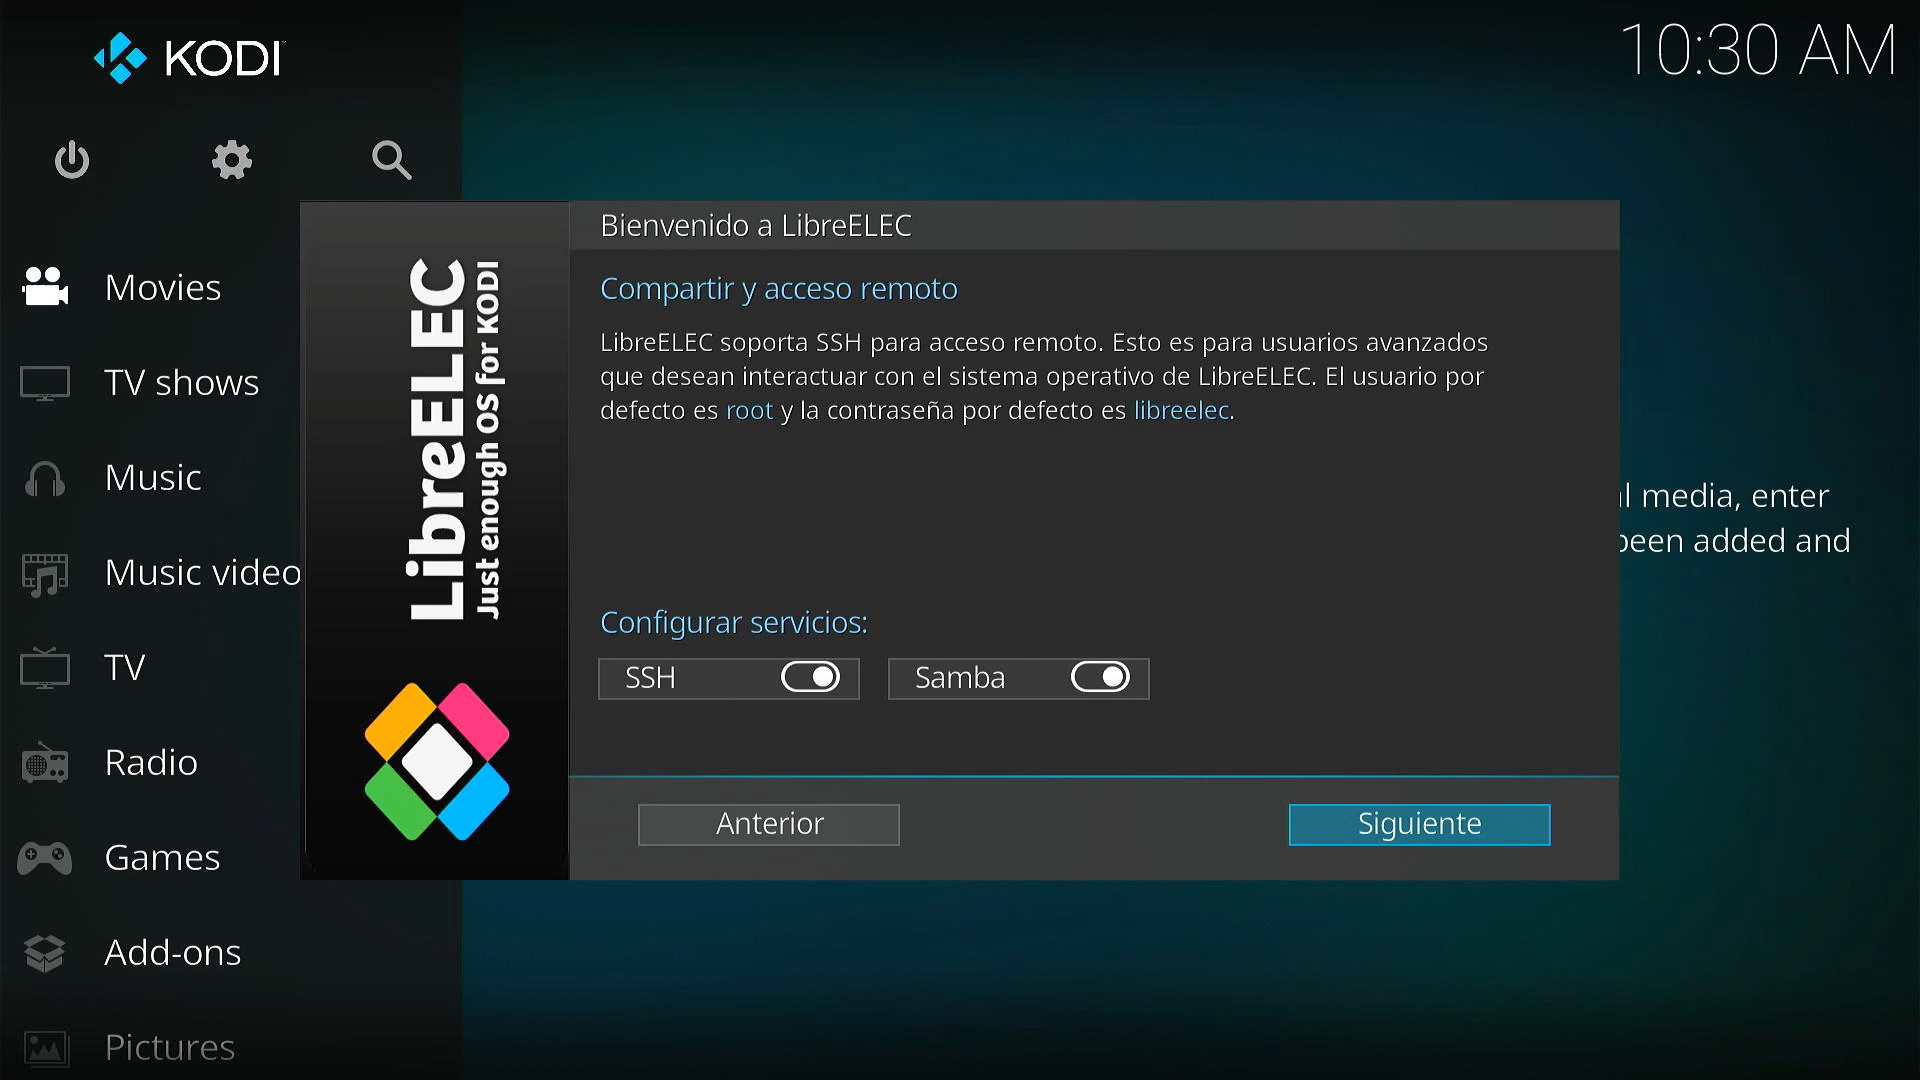 KODI
10:30 AM
Movies
TV shows
Music
Music video
TV
Radio
Games
Add-ons
Pictures
LibreELEC
Just enough OS for KODI
Bienvenido a LibreELEC
Compartir y acceso remoto
LibreELEC soporta SSH para acceso remoto. Esto es para usuarios avanzados
que desean interactuar con el sistema operativo de LibreELEC. El usuario por
defecto es root y la contraseña por defecto es libreelec.
Configurar servicios:
SSH
Samba
Anterior
Siguiente
l media, enter
been added and